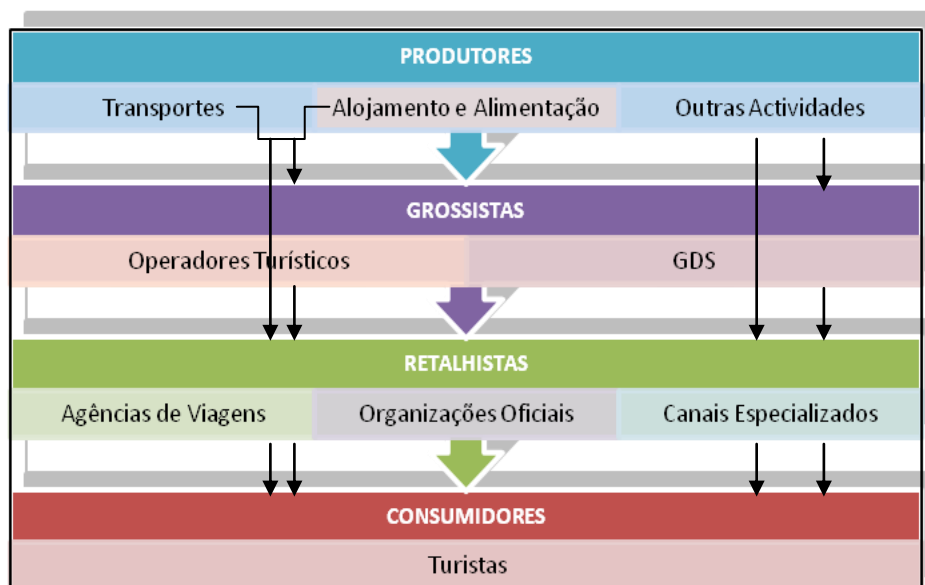 PRODUTORES
Transportes Alojamento e Alimentação Outras Actividades
GROSSISTAS
Operadores Turísticos GDS
RETALHISTAS
Agências de Viagens Organizações Oficiais Canais Especializados
CONSUMIDORES
Turistas